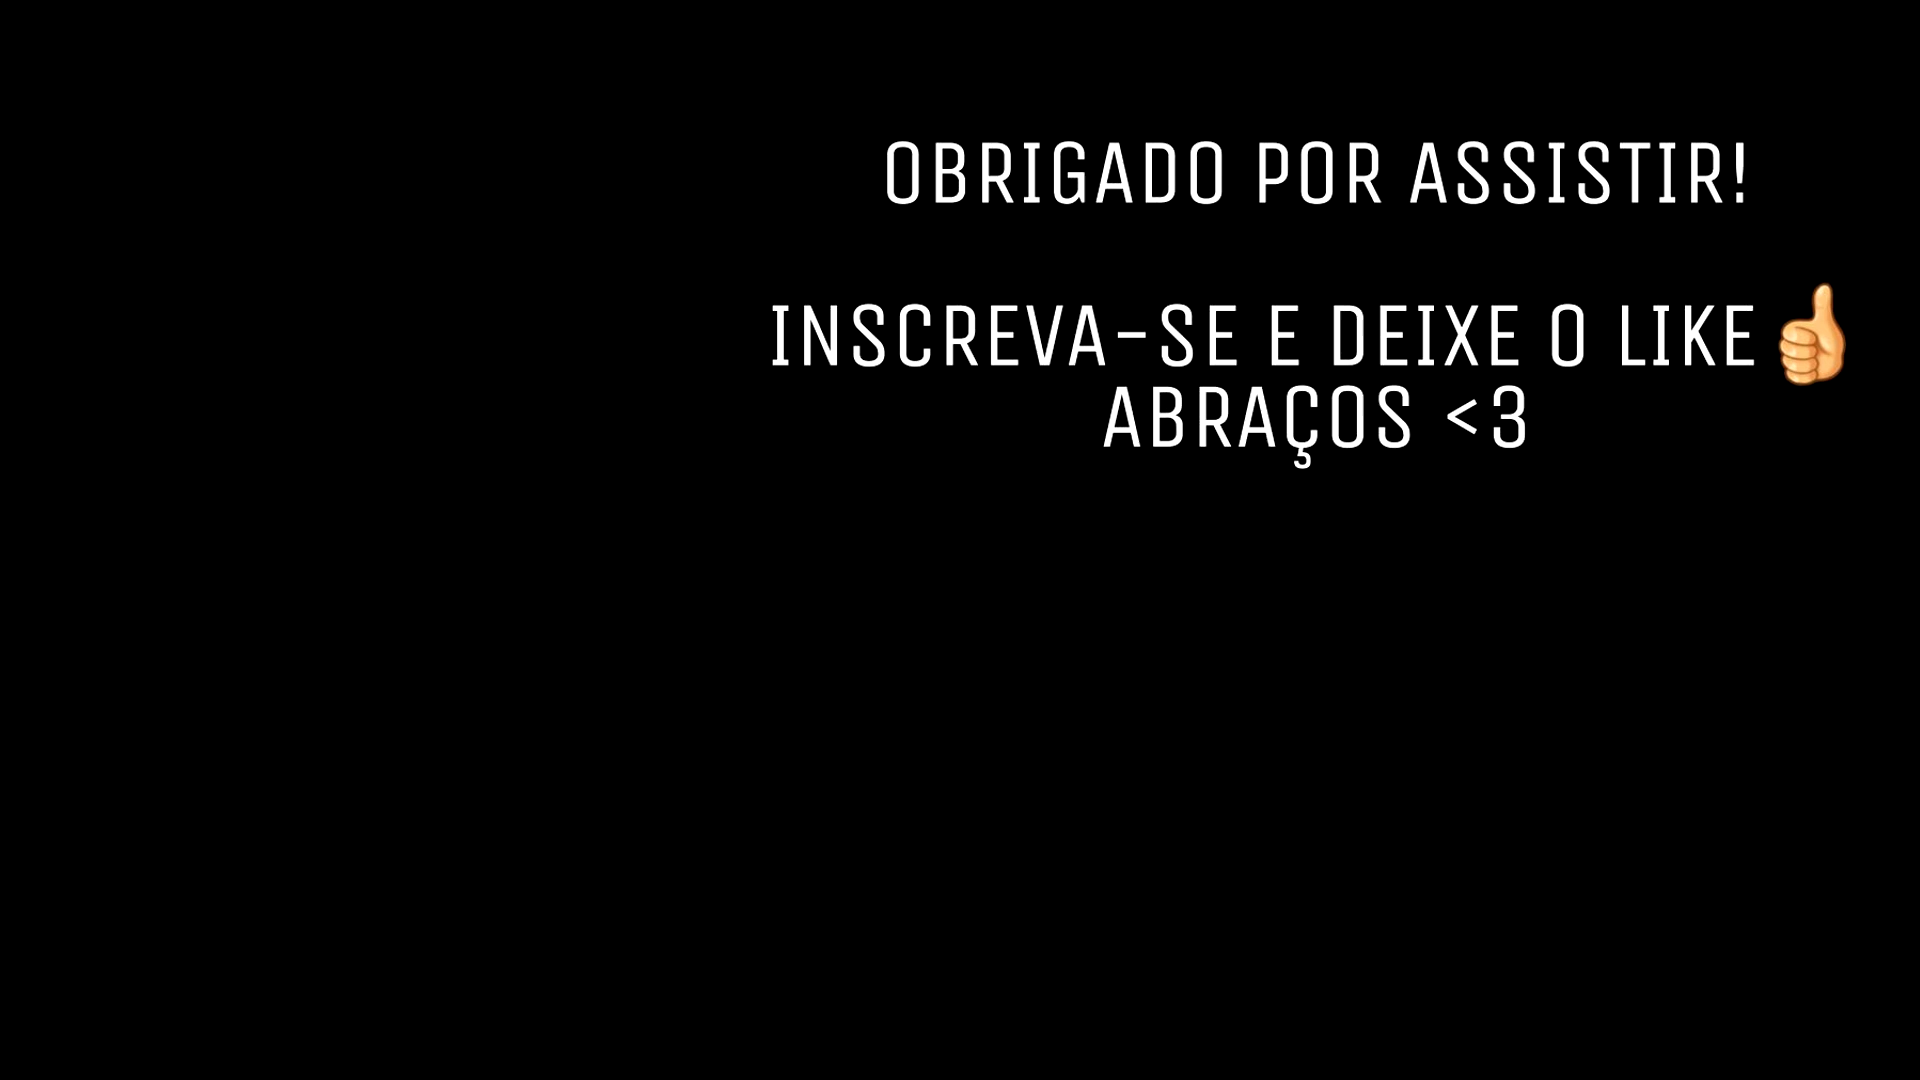 OBRIGADO POR ASSISTIR!
INSCREVA-SE E DEIXE O LIKE👍
ABRAÇOS <3